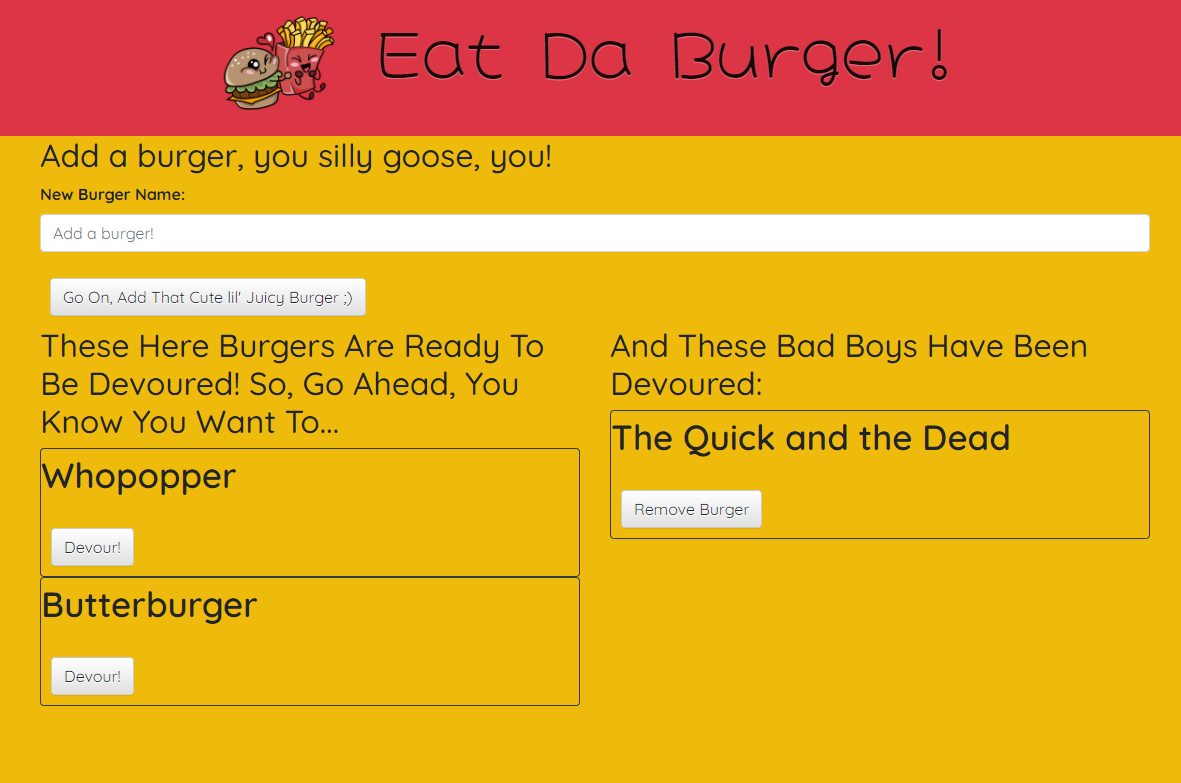 Eat Da Burger!
Add a burger, you silly goose, you!
New Burger Name:
Add a burger!
Go On, Add That Cute lil' Juicy Burger ;)
These Here Burgers Are Ready To
Be Devoured! So, Go Ahead, You
Know You Want To...
Whopopper
Devour!
Butterburger
Devour!
And These Bad Boys Have Been
Devoured:
The Quick and the Dead
Remove Burger